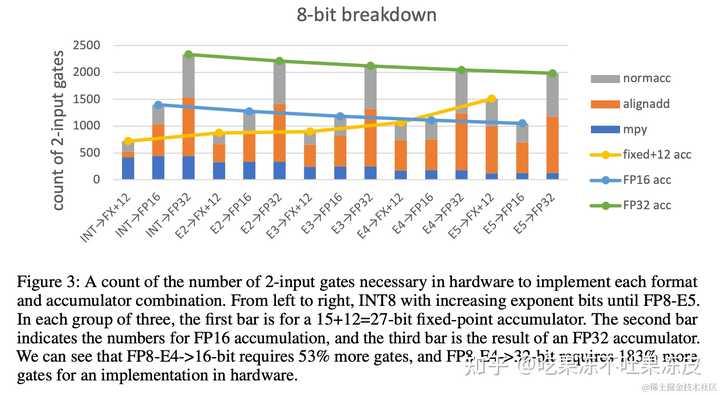 8-bit breakdown
count of 2-input gates
2500
2000
1500
1000
500
0
INT→FX+12
INT→FP16
INT→FP32
E2→FX+12
E2→FP16
E2→FP32
E3→FX+12
E3→FP16
E3→FP32
E4→FX+12
E4→FP16
E4→FP32
E5→FX+12
E5→FP16
E5→FP32
normacc
alignadd
mpy
fixed+12 acc
FP16 acc
FP32 acc
Figure 3: A count of the number of 2-input gates necessary in hardware to implement each format
and accumulator combination. From left to right, INT8 with increasing exponent bits until FP8-E5.
In each group of three, the first bar is for a 15+12=27-bit fixed-point accumulator. The second bar
indicates the numbers for FP16 accumulation, and the third bar is the result of an FP32 accumulator.
We can see that FP8-E4->16-bit requires 53% more gates, and FP8 E4->32-bit requires 183% more
gates for an implementation in hardware.
知乎 @吃果冻不吐果冻皮
@稀土掘金技术社区